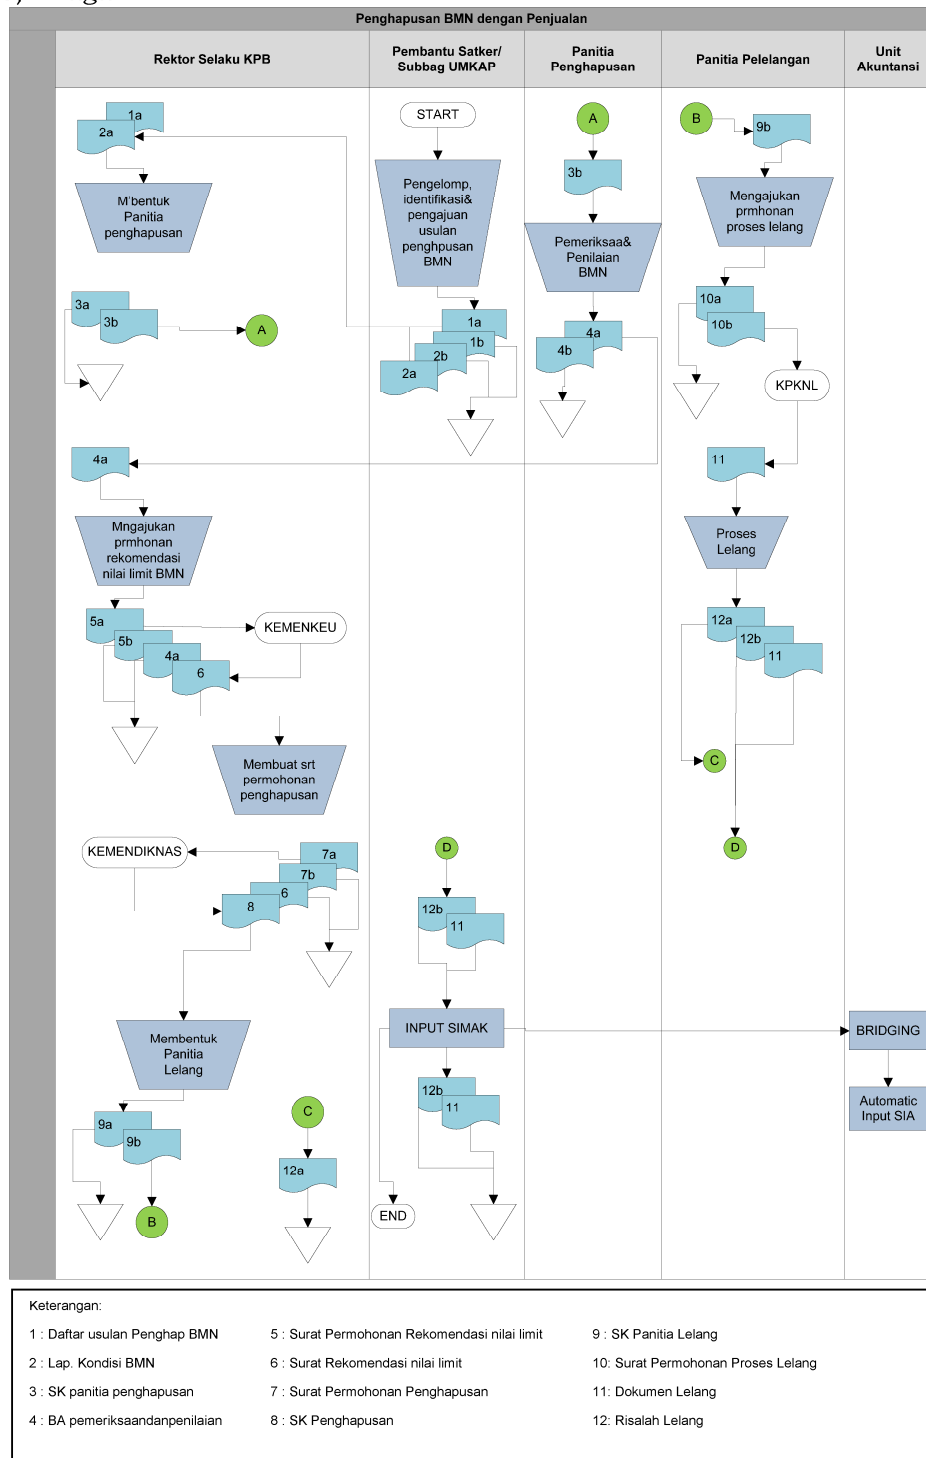 Penghapusan BMN dengan Penjualan
Rektor Selaku KPB
Pembantu Satker/
Subbag UMKAP
Panitia
Penghapusan
Panitia Pelelangan
Unit
Akuntansi
1a
2a
M'bentuk
Panitia
penghapusan
3a
3b
A
4a
Mngajukan
prmhonan
rekomendasi
nilai limit BMN
5a
5b
4a
6
KEMENKEU
Membuat srt
permohonan
penghapusan
KEMENDIKNAS
7a
7b
6
8
Membentuk
Panitia
Lelang
9a
9b
B
C
12a
START
Pengelomp,
identifikasi&
pengajuan
usulan
penghpusan
BMN
1a
1b
2b
2a
D
12b
11
INPUT SIMAK
12b
11
END
A
3b
Pemeriksaa&
Penilaian
BMN
4a
4b
B
9b
Mengajukan
prmhonan
proses lelang
10a
10b
KPKNL
11
Proses
Lelang
12a
12b
11
C
D
BRIDGING
Automatic
Input SIA
Keterangan:
1 : Daftar usulan Penghap BMN
2 : Lap. Kondisi BMN
3 : SK panitia penghapusan
4 : BA pemeriksaandanpenilaian
5 : Surat Permohonan Rekomendasi nilai limit
6 : Surat Rekomendasi nilai limit
7 : Surat Permohonan Penghapusan
8 : SK Penghapusan
9 : SK Panitia Lelang
10: Surat Permohonan Proses Lelang
11: Dokumen Lelang
12: Risalah Lelang